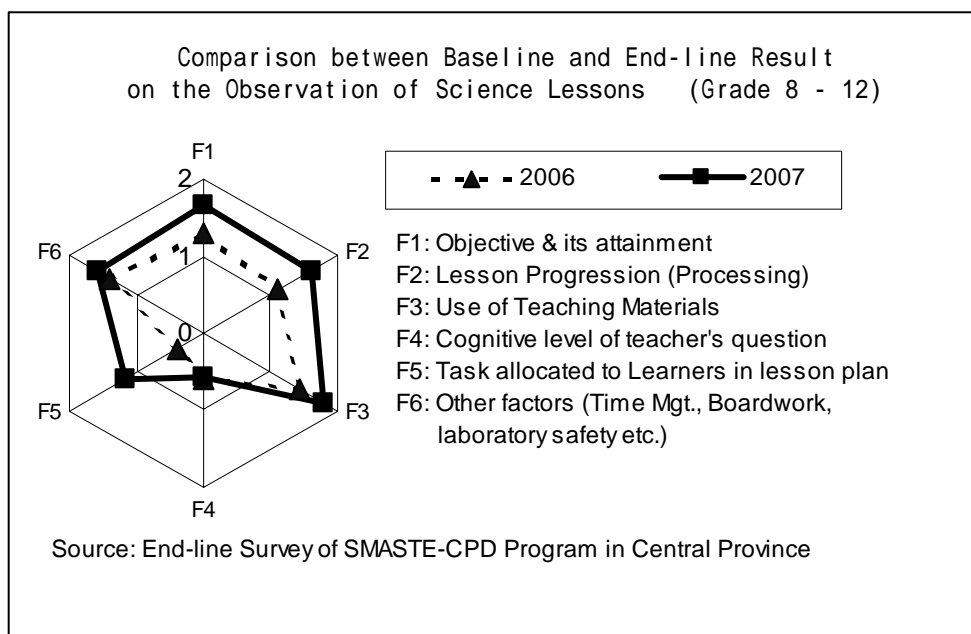 Comparison between Baseline and End-line Result
on the Observation of Science Lessons (Grade 8 - 12)
F1
2
F6
1
F2
0
F5
F3
F4
2006
2007
F1: Objective & its attainment
F2: Lesson Progression (Processing)
F3: Use of Teaching Materials
F4: Cognitive level of teacher's question
F5: Task allocated to Learners in lesson plan
F6: Other factors (Time Mgt., Boardwork,
laboratory safety etc.)
Source: End-line Survey of SMASTE-CPD Program in Central Province